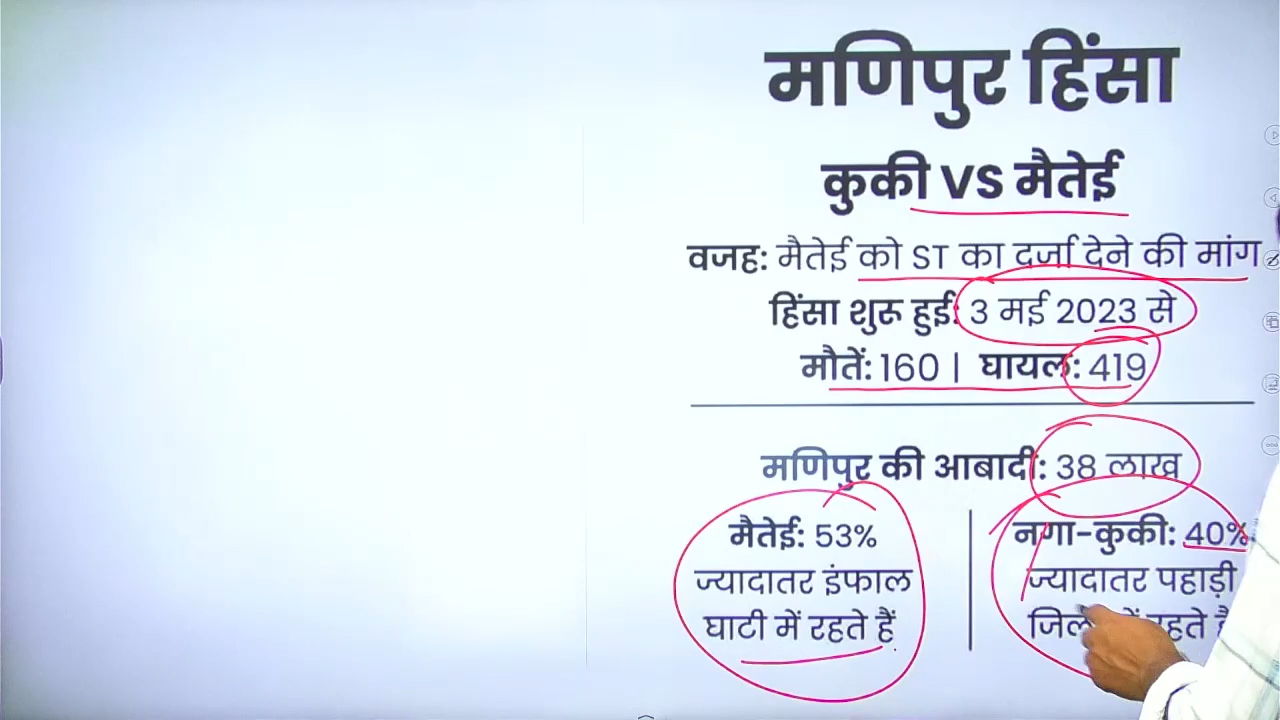 मणिपुर हिंसा
कुकी VS मैतेई
वजह: मैतेई को ST का दर्जा देने की मांग
हिंसा शुरू हुई: 3 मई 2023 से
मौतें: 160 | घायल: 419
मणिपुर की आबादी: 38 लाख
मैतेई: 53%
ज्यादातर इंफाल
घाटी में रहते हैं
नगा-कुकी: 40%
ज्यादातर पहाड़ी
रहते